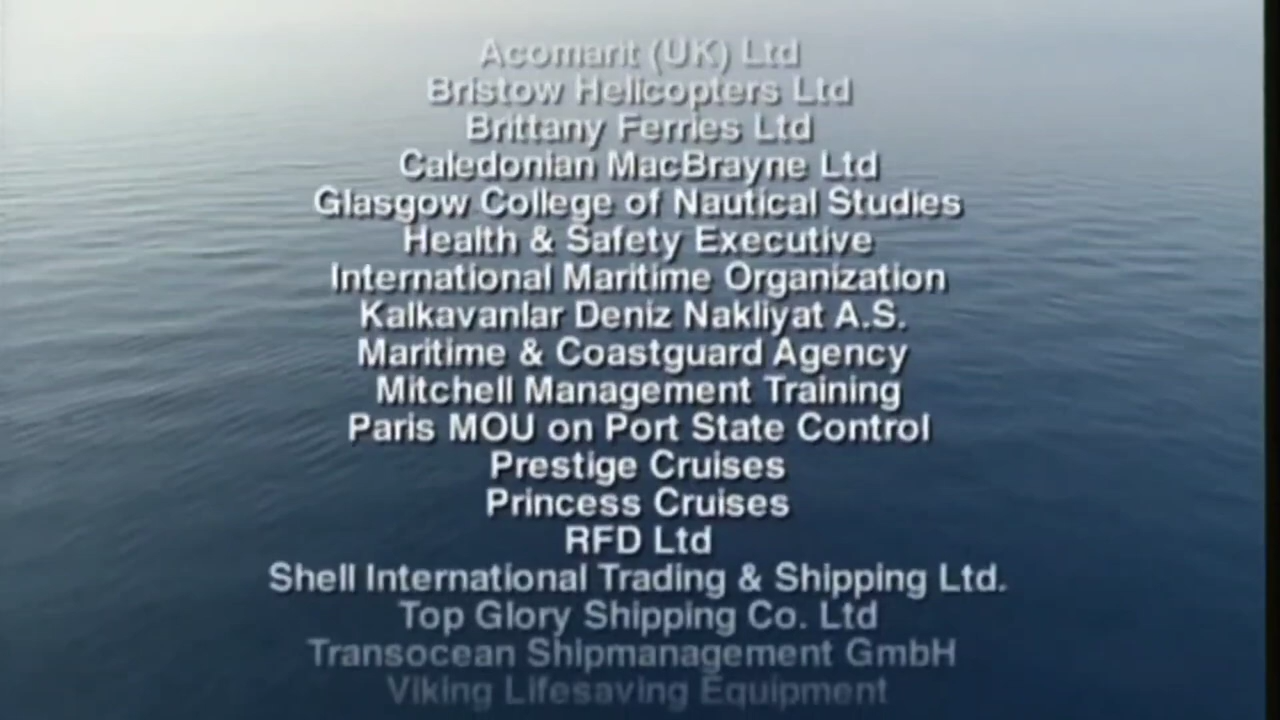 Acomarit (UK) Ltd
Bristow Helicopters Ltd
Brittany Ferries Ltd
Caledonian MacBrayne Ltd
Glasgow College of Nautical Studies
Health & Safety Executive
International Maritime Organization
Kalkavanlar Deniz Nakliyat A.S.
Maritime & Coastguard Agency
Mitchell Management Training
Paris MOU on Port State Control
Prestige Cruises
Princess Cruises
RFD Ltd
Shell International Trading & Shipping Ltd.
Top Glory Shipping Co. Ltd
Transocean Shipmanagement GmbH
Viking Lifesaving Equipment